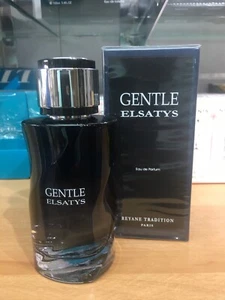 GENTLE
ELSATYS
GENTLE
ELSATYS
Eau de Parfum
REYANE TRADITION
PARIS